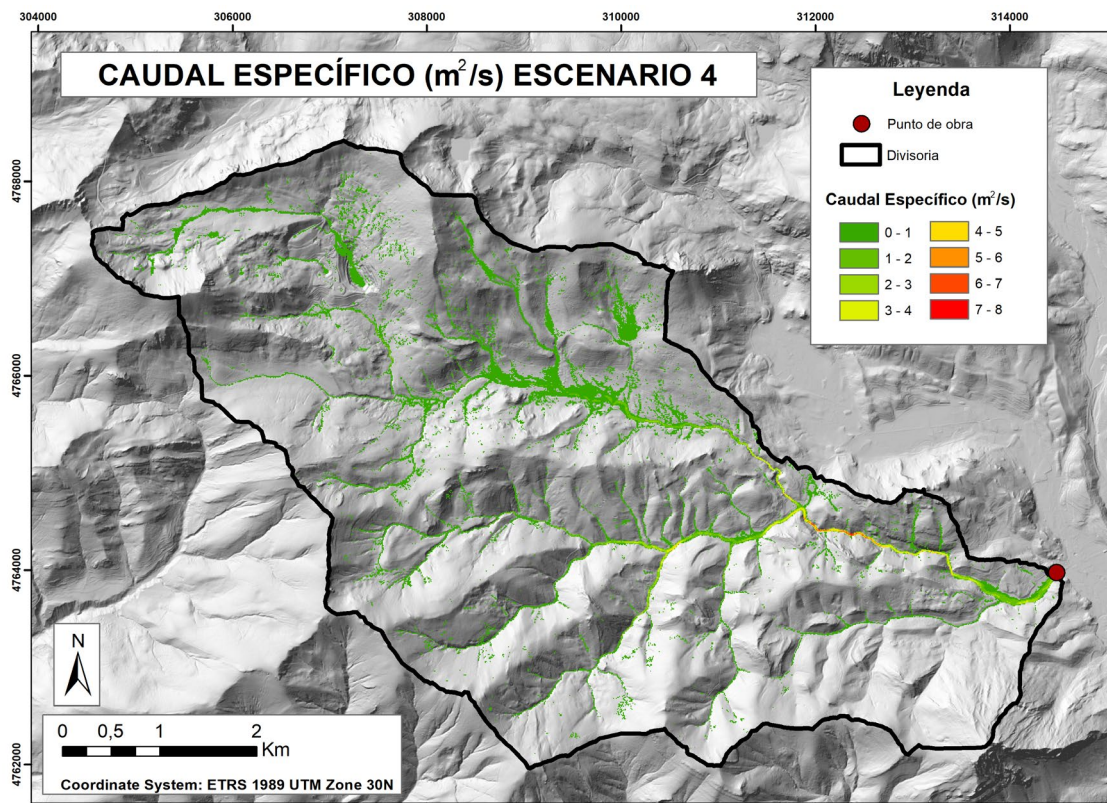 304000 306000 308000 310000 312000 314000
CAUDAL ESPECÍFICO (m²/s) ESCENARIO 4
Leyenda
Punto de obra
Divisoria
Caudal Específico (m²/s)
0 - 1 4 - 5
1 - 2 5 - 6
2 - 3 6 - 7
3 - 4 7 - 8
4768000
4766000
4764000
4762000
N
0 0,5 1 2
Km
Coordinate System: ETRS 1989 UTM Zone 30N